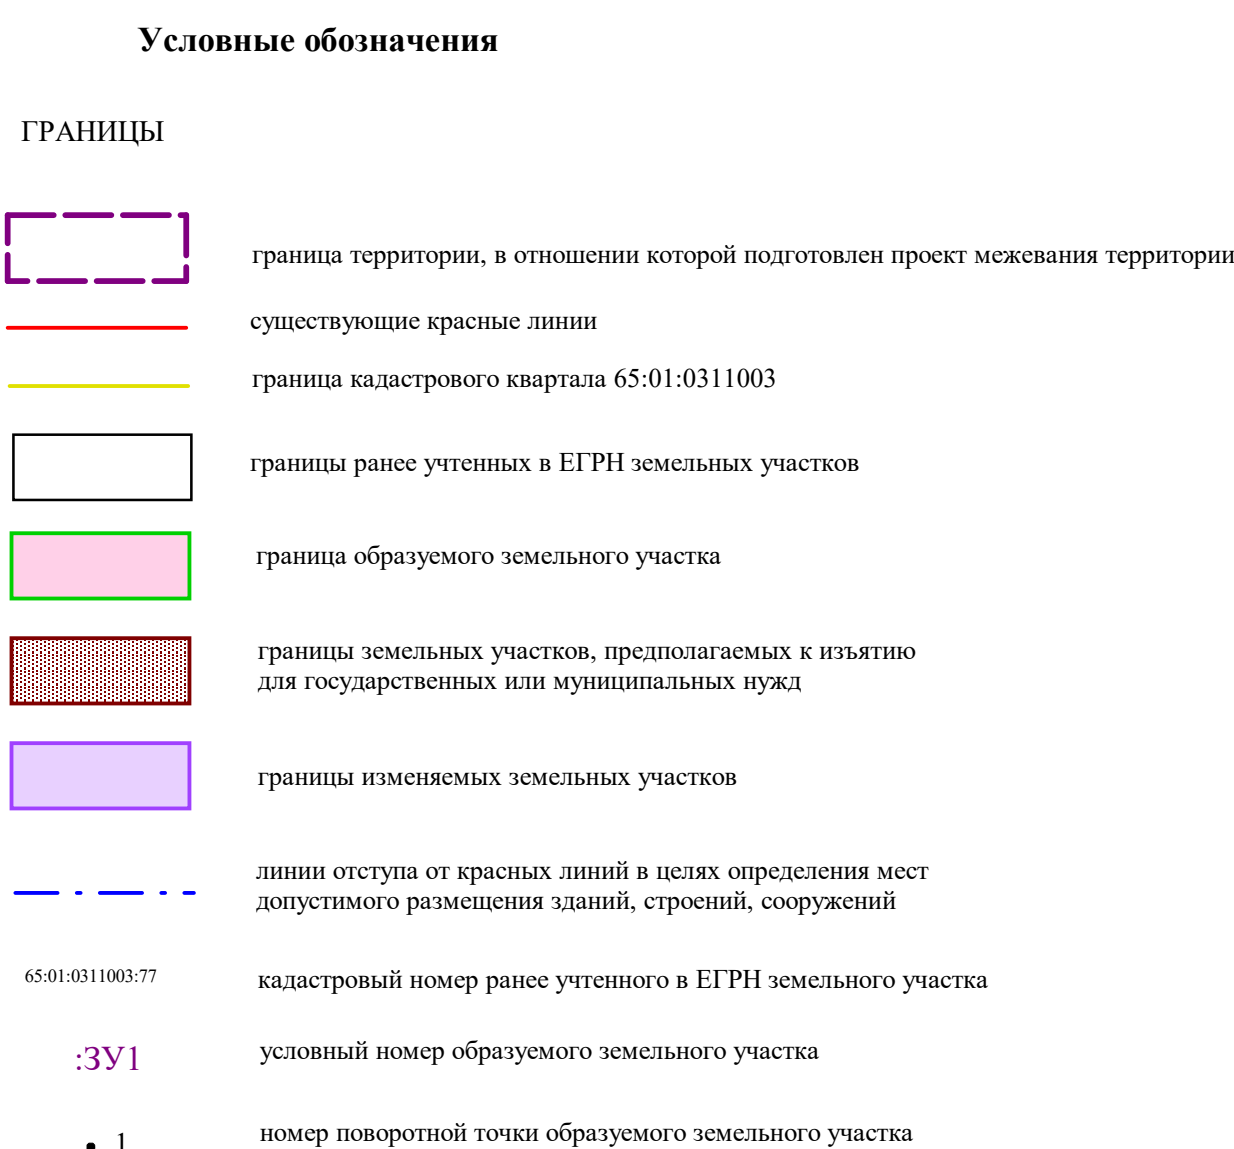 Условные обозначения
ГРАНИЦЫ
граница территории, в отношении которой подготовлен проект межевания территории
существующие красные линии
граница кадастрового квартала 65:01:0311003
границы ранее учтенных в ЕГРН земельных участков
граница образуемого земельного участка
границы земельных участков, предполагаемых к изъятию
для государственных или муниципальных нужд
границы изменяемых земельных участков
линии отступа от красных линий в целях определения мест
допустимого размещения зданий, строений, сооружений
65:01:0311003:77 кадастровый номер ранее учтенного в ЕГРН земельного участка
:ЗУ1 условный номер образуемого земельного участка
1 номер поворотной точки образуемого земельного участка